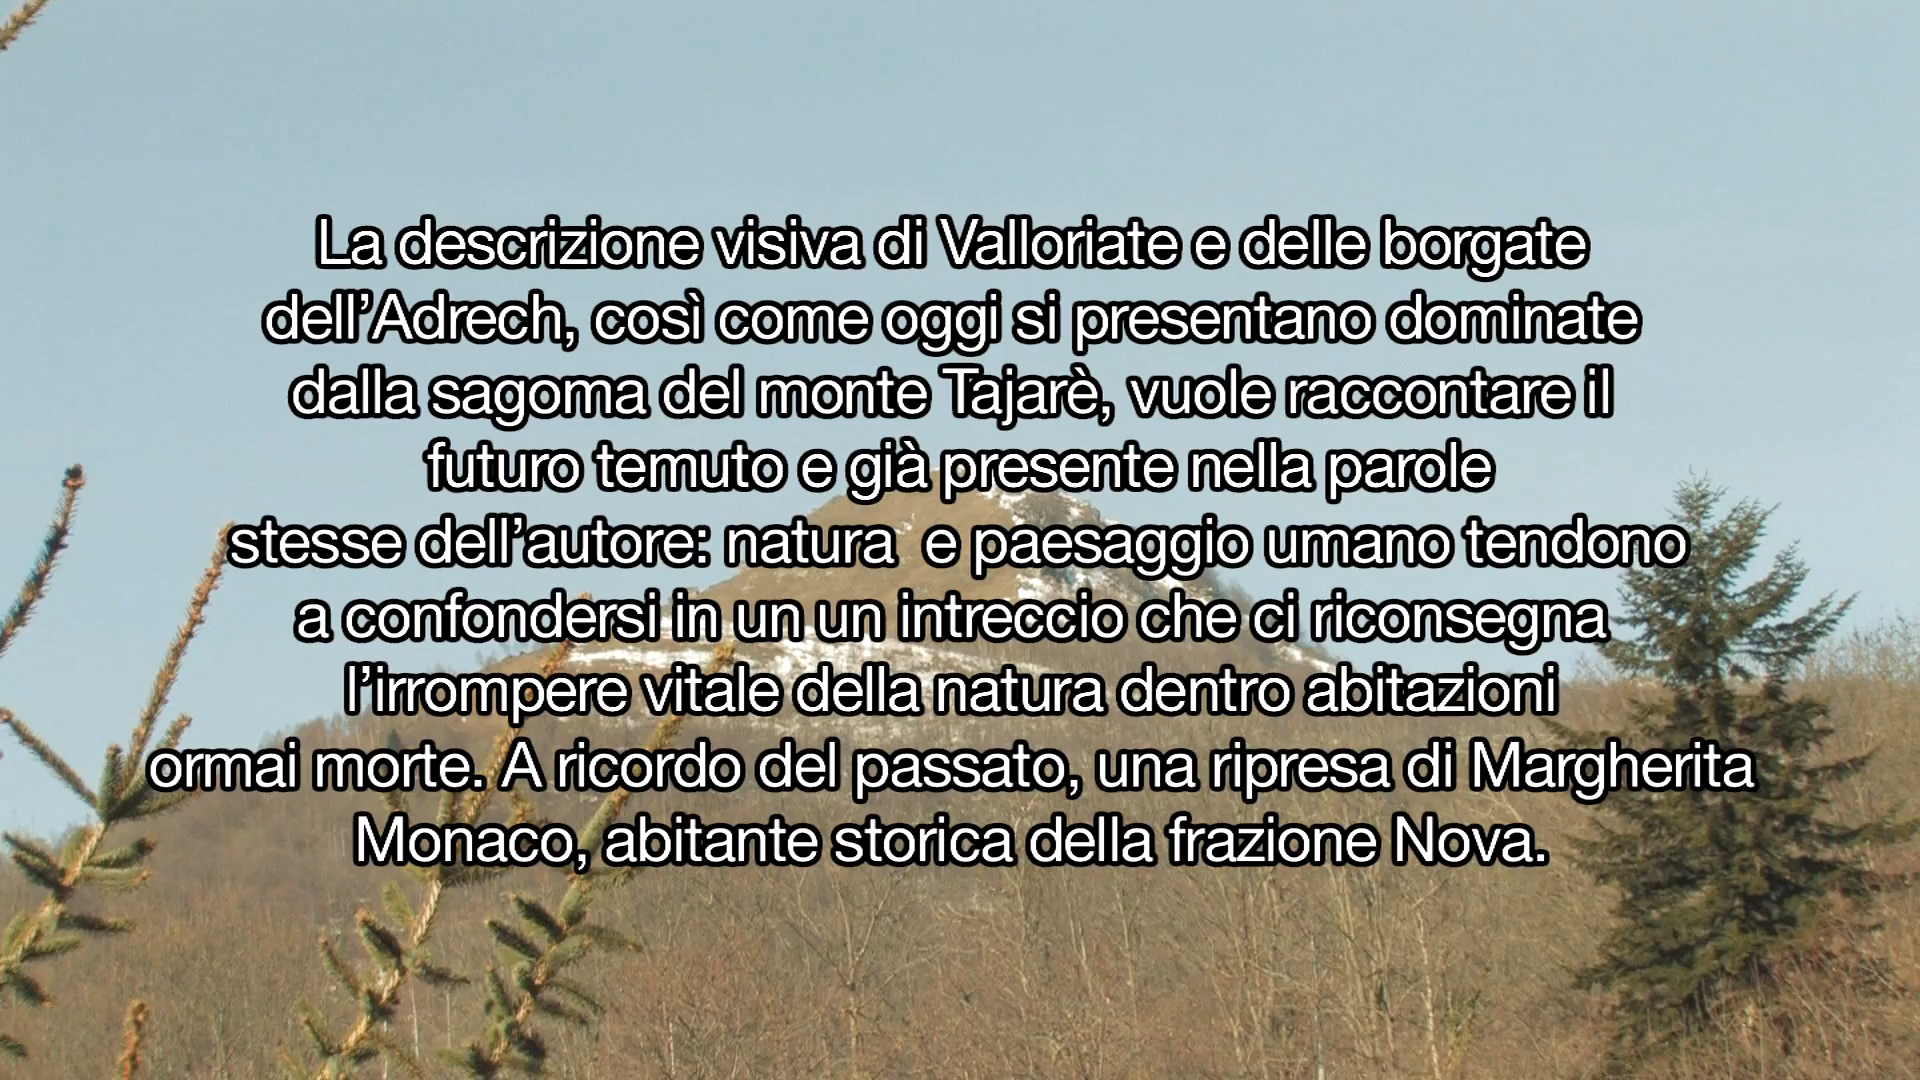 La descrizione visiva di Valloriate e delle borgate
dell’Adrech, così come oggi si presentano dominate
dalla sagoma del monte Tajarè, vuole raccontare il
futuro temuto e già presente nella parole
stesse dell’autore: natura  e paesaggio umano tendono
a confondersi in un un intreccio che ci riconsegna
l’irrompere vitale della natura dentro abitazioni
ormai morte. A ricordo del passato, una ripresa di Margherita
Monaco, abitante storica della frazione Nova.